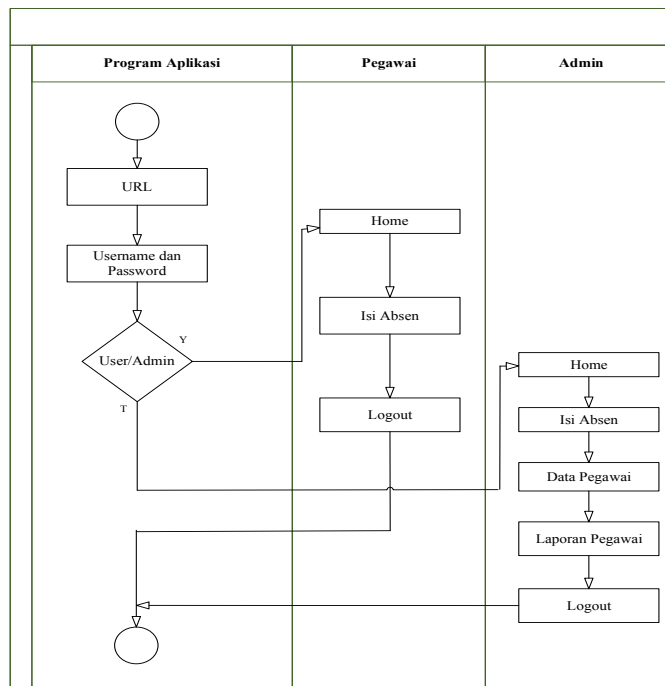 Program Aplikasi
Pegawai
Admin
URL
Username dan
Password
User/Admin
Y
T
Home
Isi Absen
Logout
Home
Isi Absen
Data Pegawai
Laporan Pegawai
Logout